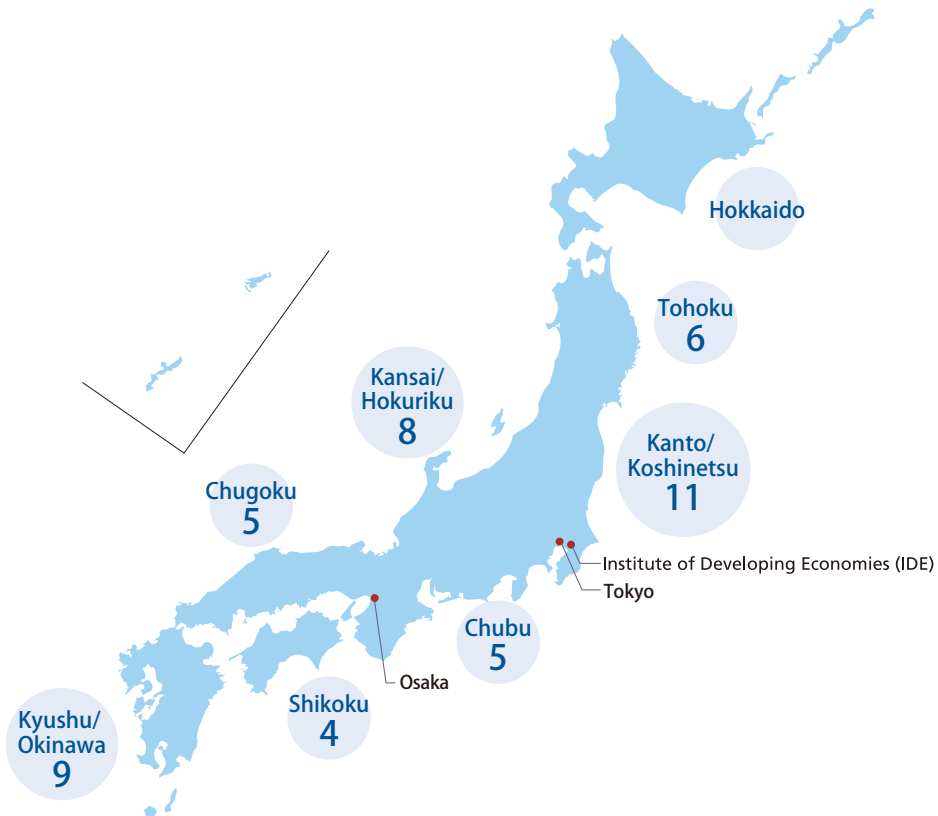 Hokkaido
Tohoku
6
Kansai/
Hokuriku
8
Kanto/
Koshinetsu
11
Chugoku
5
Institute of Developing Economies (IDE)
Tokyo
Chubu
5
Osaka
Shikoku
4
Kyushu/
Okinawa
9